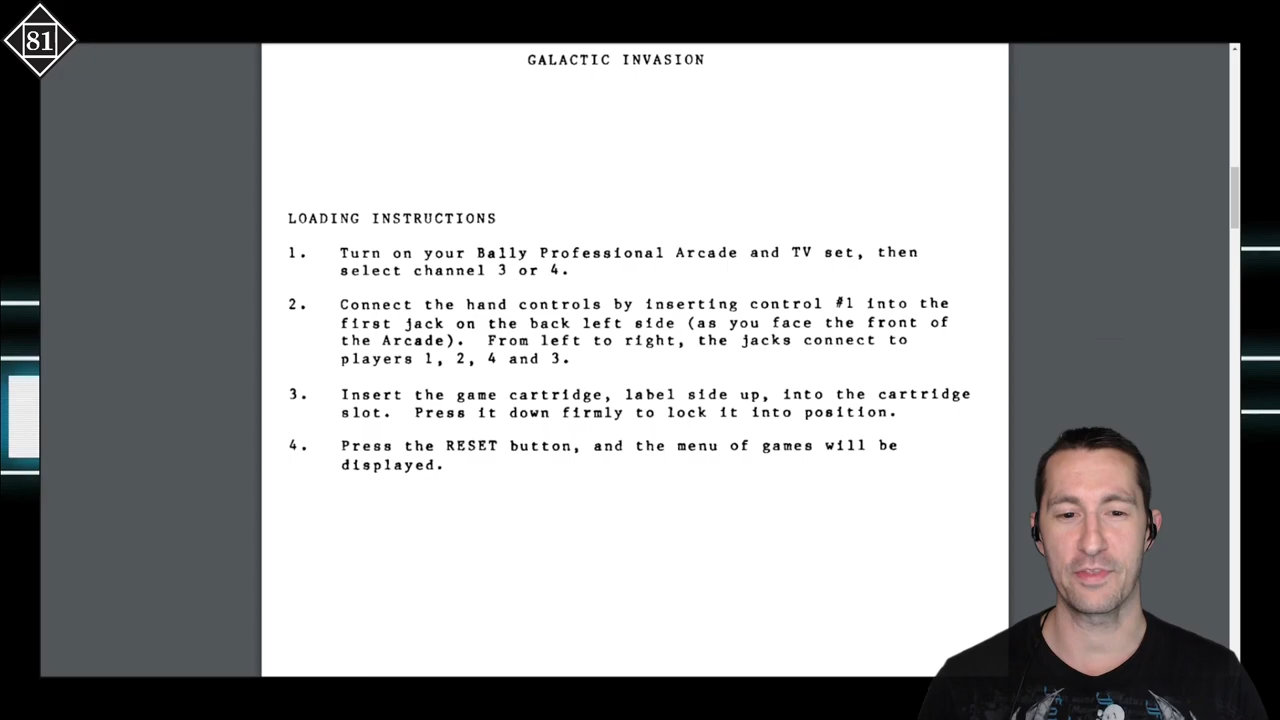 81
GALACTIC INVASION
LOADING INSTRUCTIONS
1. Turn on your Bally Professional Arcade and TV set, then
select channel 3 or 4.
2. Connect the hand controls by inserting control #1 into the
first jack on the back left side (as you face the front of
the Arcade). From left to right, the jacks connect to
players 1, 2, 4 and 3.
3. Insert the game cartridge, label side up, into the cartridge
slot. Press it down firmly to lock it into position.
4. Press the RESET button, and the menu of games will be
displayed.